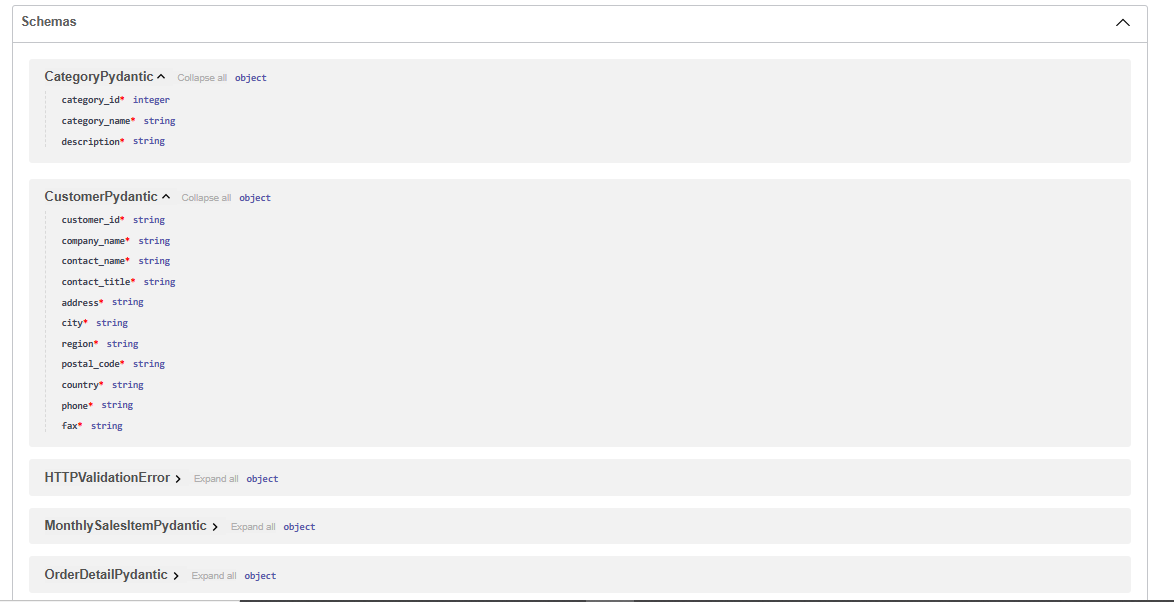 Schemas
CategoryPydantic Collapse all object
category_id* integer
category_name* string
description* string
CustomerPydantic Collapse all object
customer_id* string
company_name* string
contact_name* string
contact_title* string
address* string
city* string
region* string
postal_code* string
country* string
phone* string
fax* string
HTTPValidationError Expand all object
MonthlySalesItemPydantic Expand all object
OrderDetailPydantic Expand all object